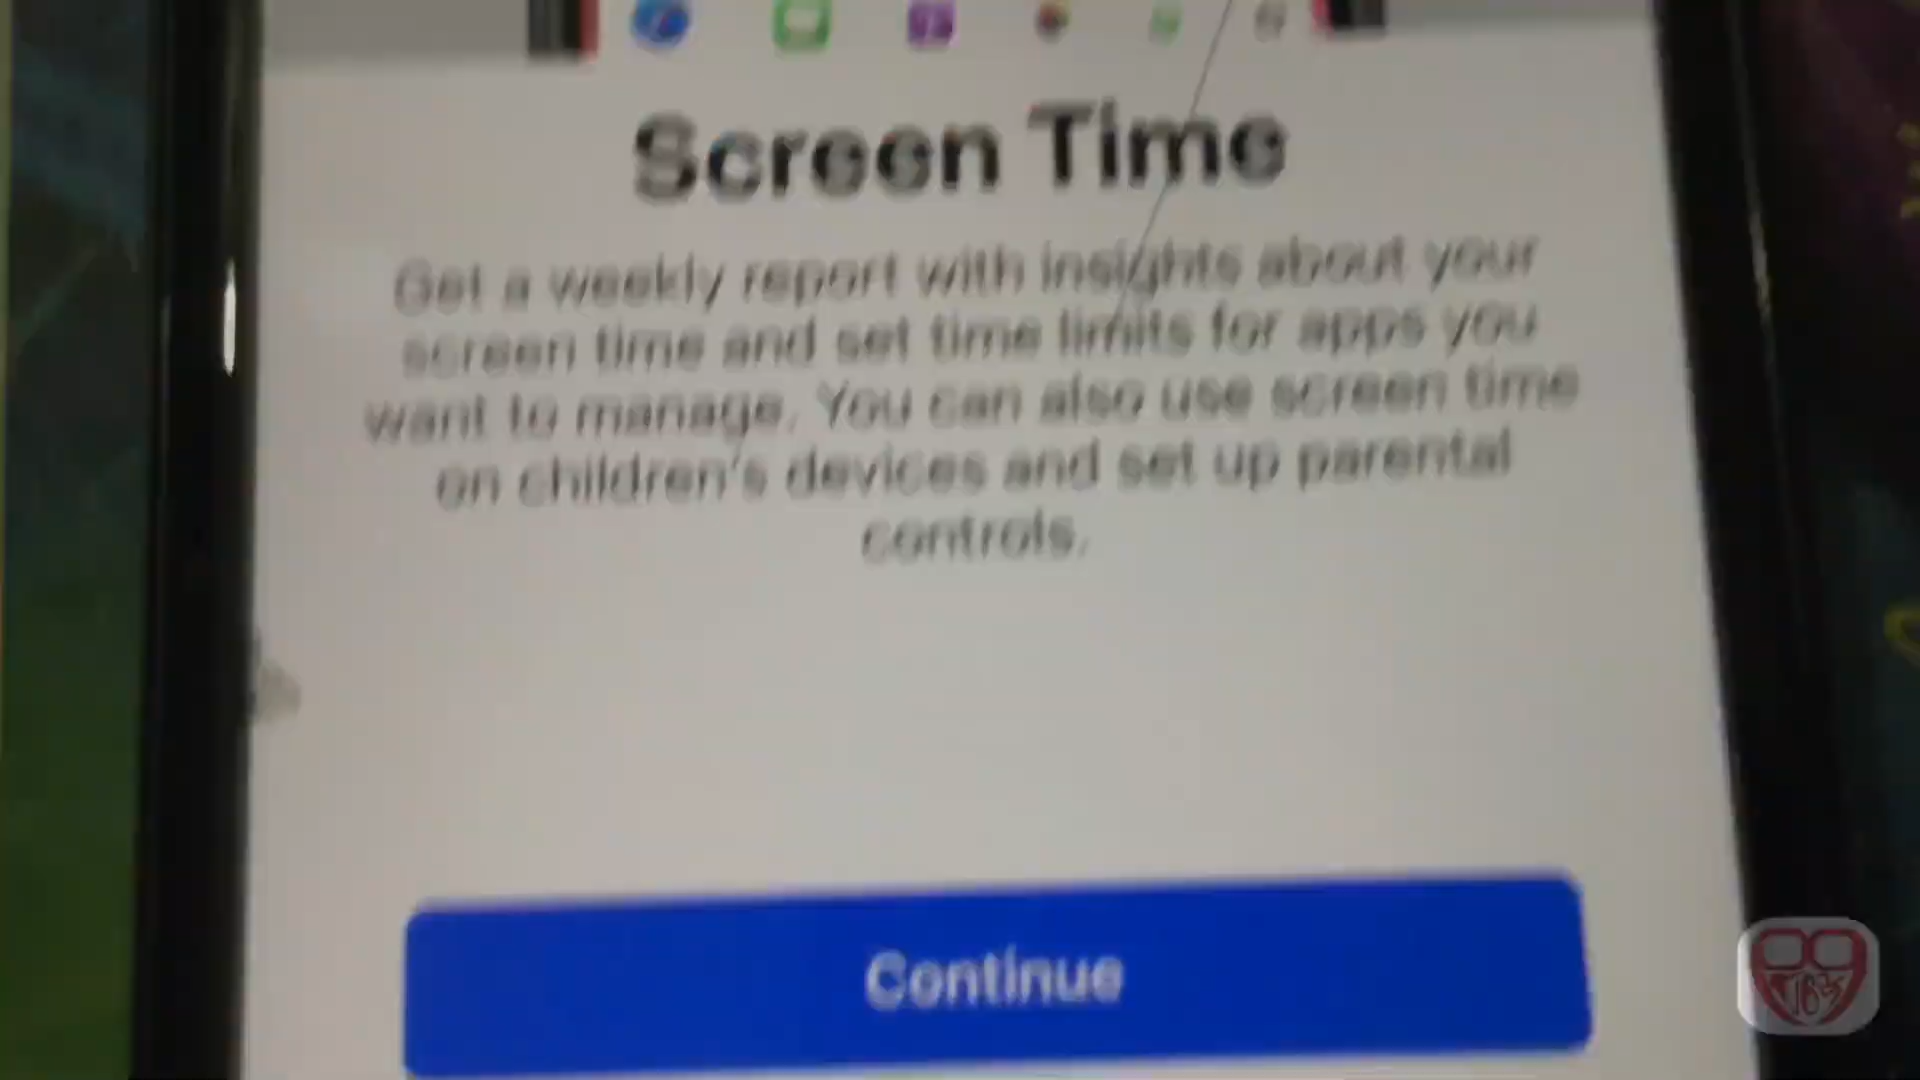 Screen Time
Get a weekly report with insights about your
screen time and set time limits for apps you
want to manage. You can also use screen time
on children's devices and set up parental
controls.
Continue